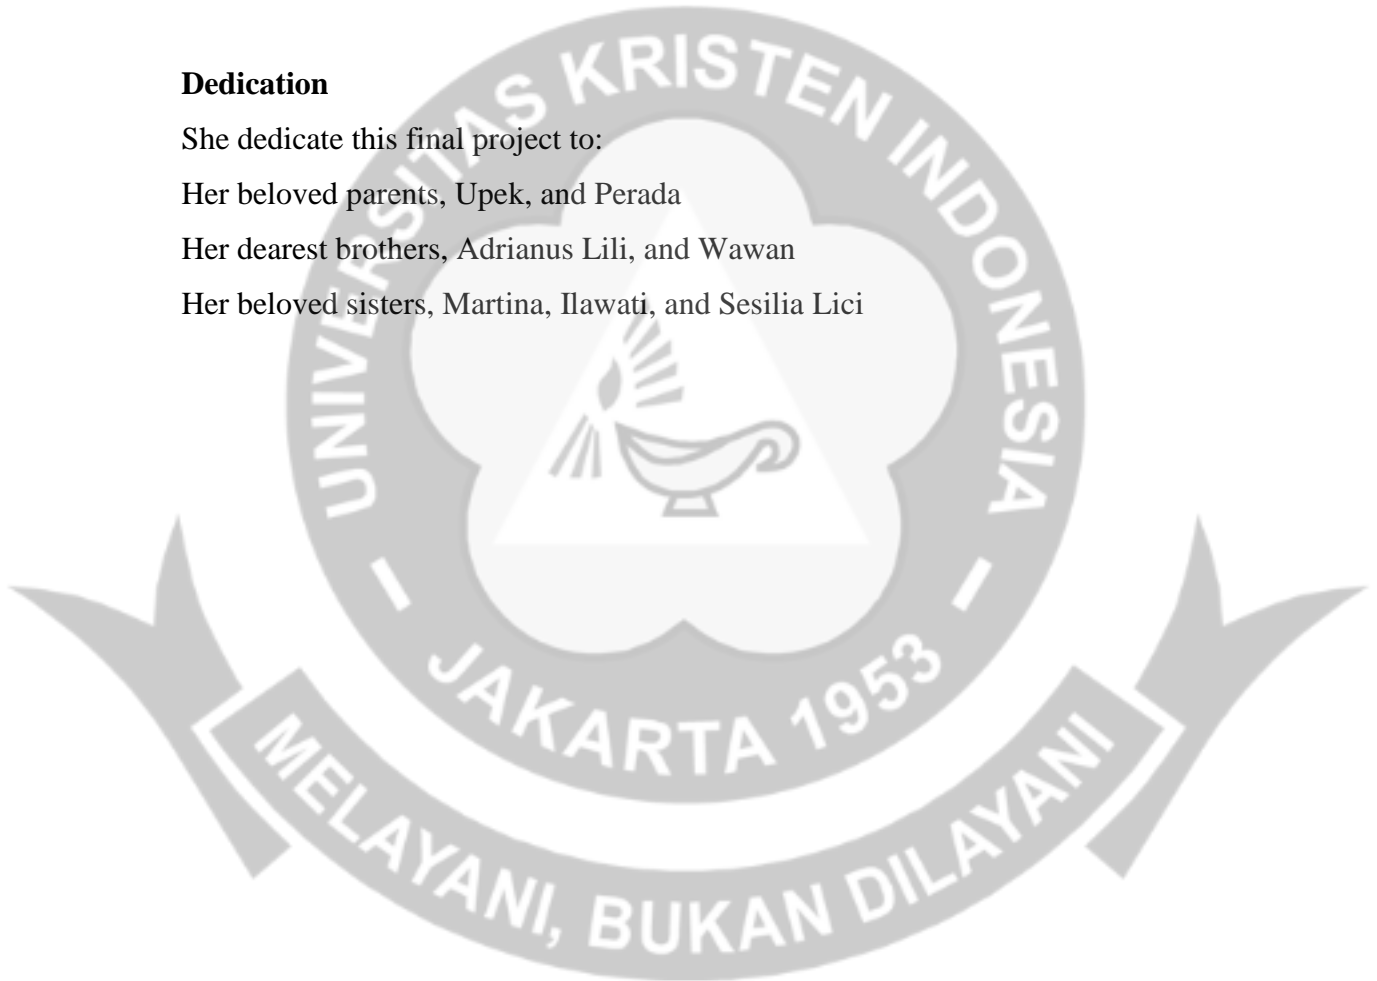 Dedication
She dedicate this final project to:
Her beloved parents, Upek, and Perada
Her dearest brothers, Adrianus Lili, and Wawan
Her beloved sisters, Martina, Ilawati, and Sesilia Lici
UNIVERSITAS KRISTEN INDONESIA
JAKARTA 1953
MELAYANI, BUKAN DILAYANI